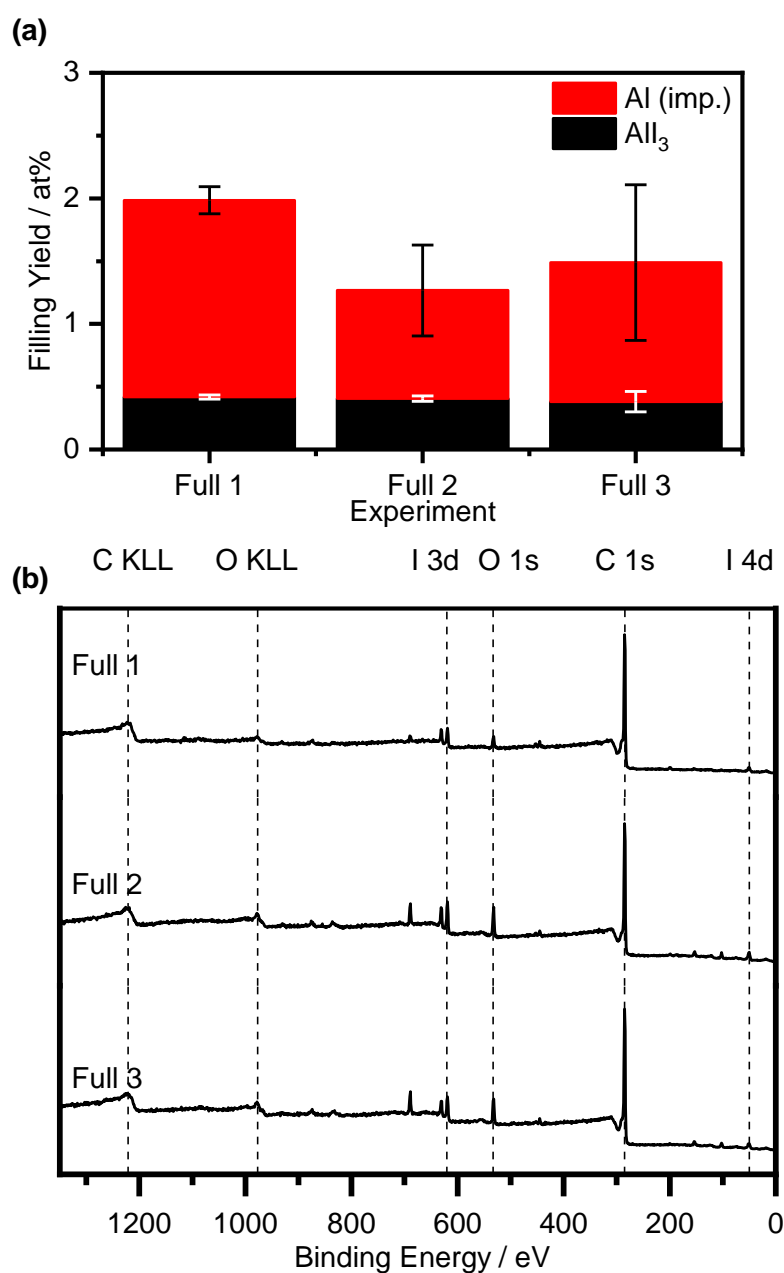 (a)
3
2
1
0
Filling Yield / at%
Al (imp.)
AlI₃
Full 1 Full 2 Full 3
Experiment
(b)
C KLL O KLL I 3d O 1s C 1s I 4d
Full 1
Full 2
Full 3
1200 1000 800 600 400 200 0
Binding Energy / eV